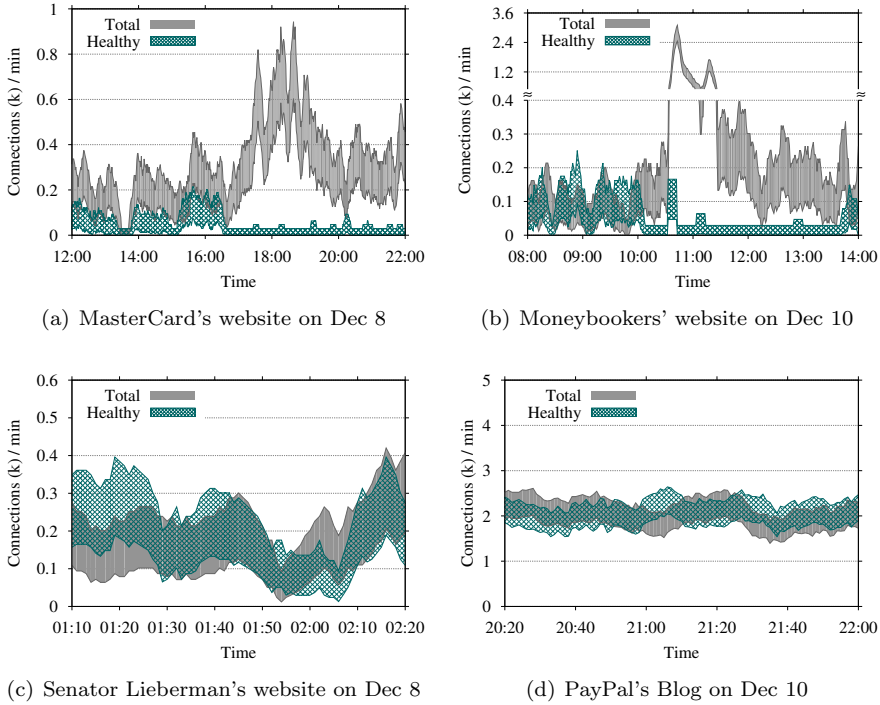 1
0.8
0.6
0.4
0.2
0
Connections (k) / min
Total
Healthy
12:00 14:00 16:00 18:00 20:00 22:00
Time
(a) MasterCard's website on Dec 8
3.6
2.4
1.2
≈ ≈
0.4
0.3
0.2
0.1
0
Connections (k) / min
Total
Healthy
08:00 09:00 10:00 11:00 12:00 13:00 14:00
Time
(b) Moneybookers' website on Dec 10
0.6
0.5
0.4
0.3
0.2
0.1
0
Connections (k) / min
Total
Healthy
01:10 01:20 01:30 01:40 01:50 02:00 02:10 02:20
Time
(c) Senator Lieberman's website on Dec 8
5
4
3
2
1
0
Connections (k) / min
Total
Healthy
20:20 20:40 21:00 21:20 21:40 22:00
Time
(d) PayPal's Blog on Dec 10